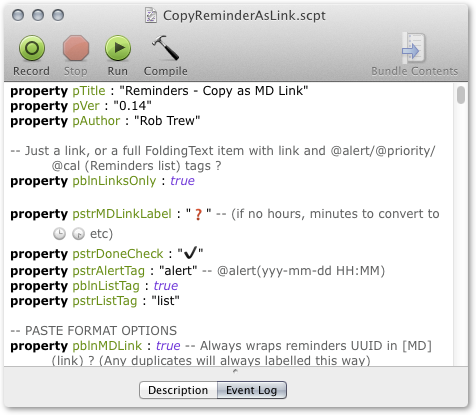 CopyReminderAsLink.scpt
Record Stop Run Compile Bundle Contents
property pTitle : "Reminders - Copy as MD Link"
property pVer : "0.14"
property pAuthor : "Rob Trew"
-- Just a link, or a full FoldingText item with link and @alert/@priority/
@cal (Reminders list) tags ?
property pblnLinksOnly : true
property pstrMDLinkLabel : "❓" -- (if no hours, minutes to convert to
🕒 🕞 etc)
property pstrDoneCheck : "✔"
property pstrAlertTag : "alert" -- @alert(yyy-mm-dd HH:MM)
property pblnListTag : true
property pstrListTag : "list"
-- PASTE FORMAT OPTIONS
property pblnMDLink : true -- Always wraps reminders UUID in [MD]
(link) ? (Any duplicates will always labelled this way)
Description Event Log